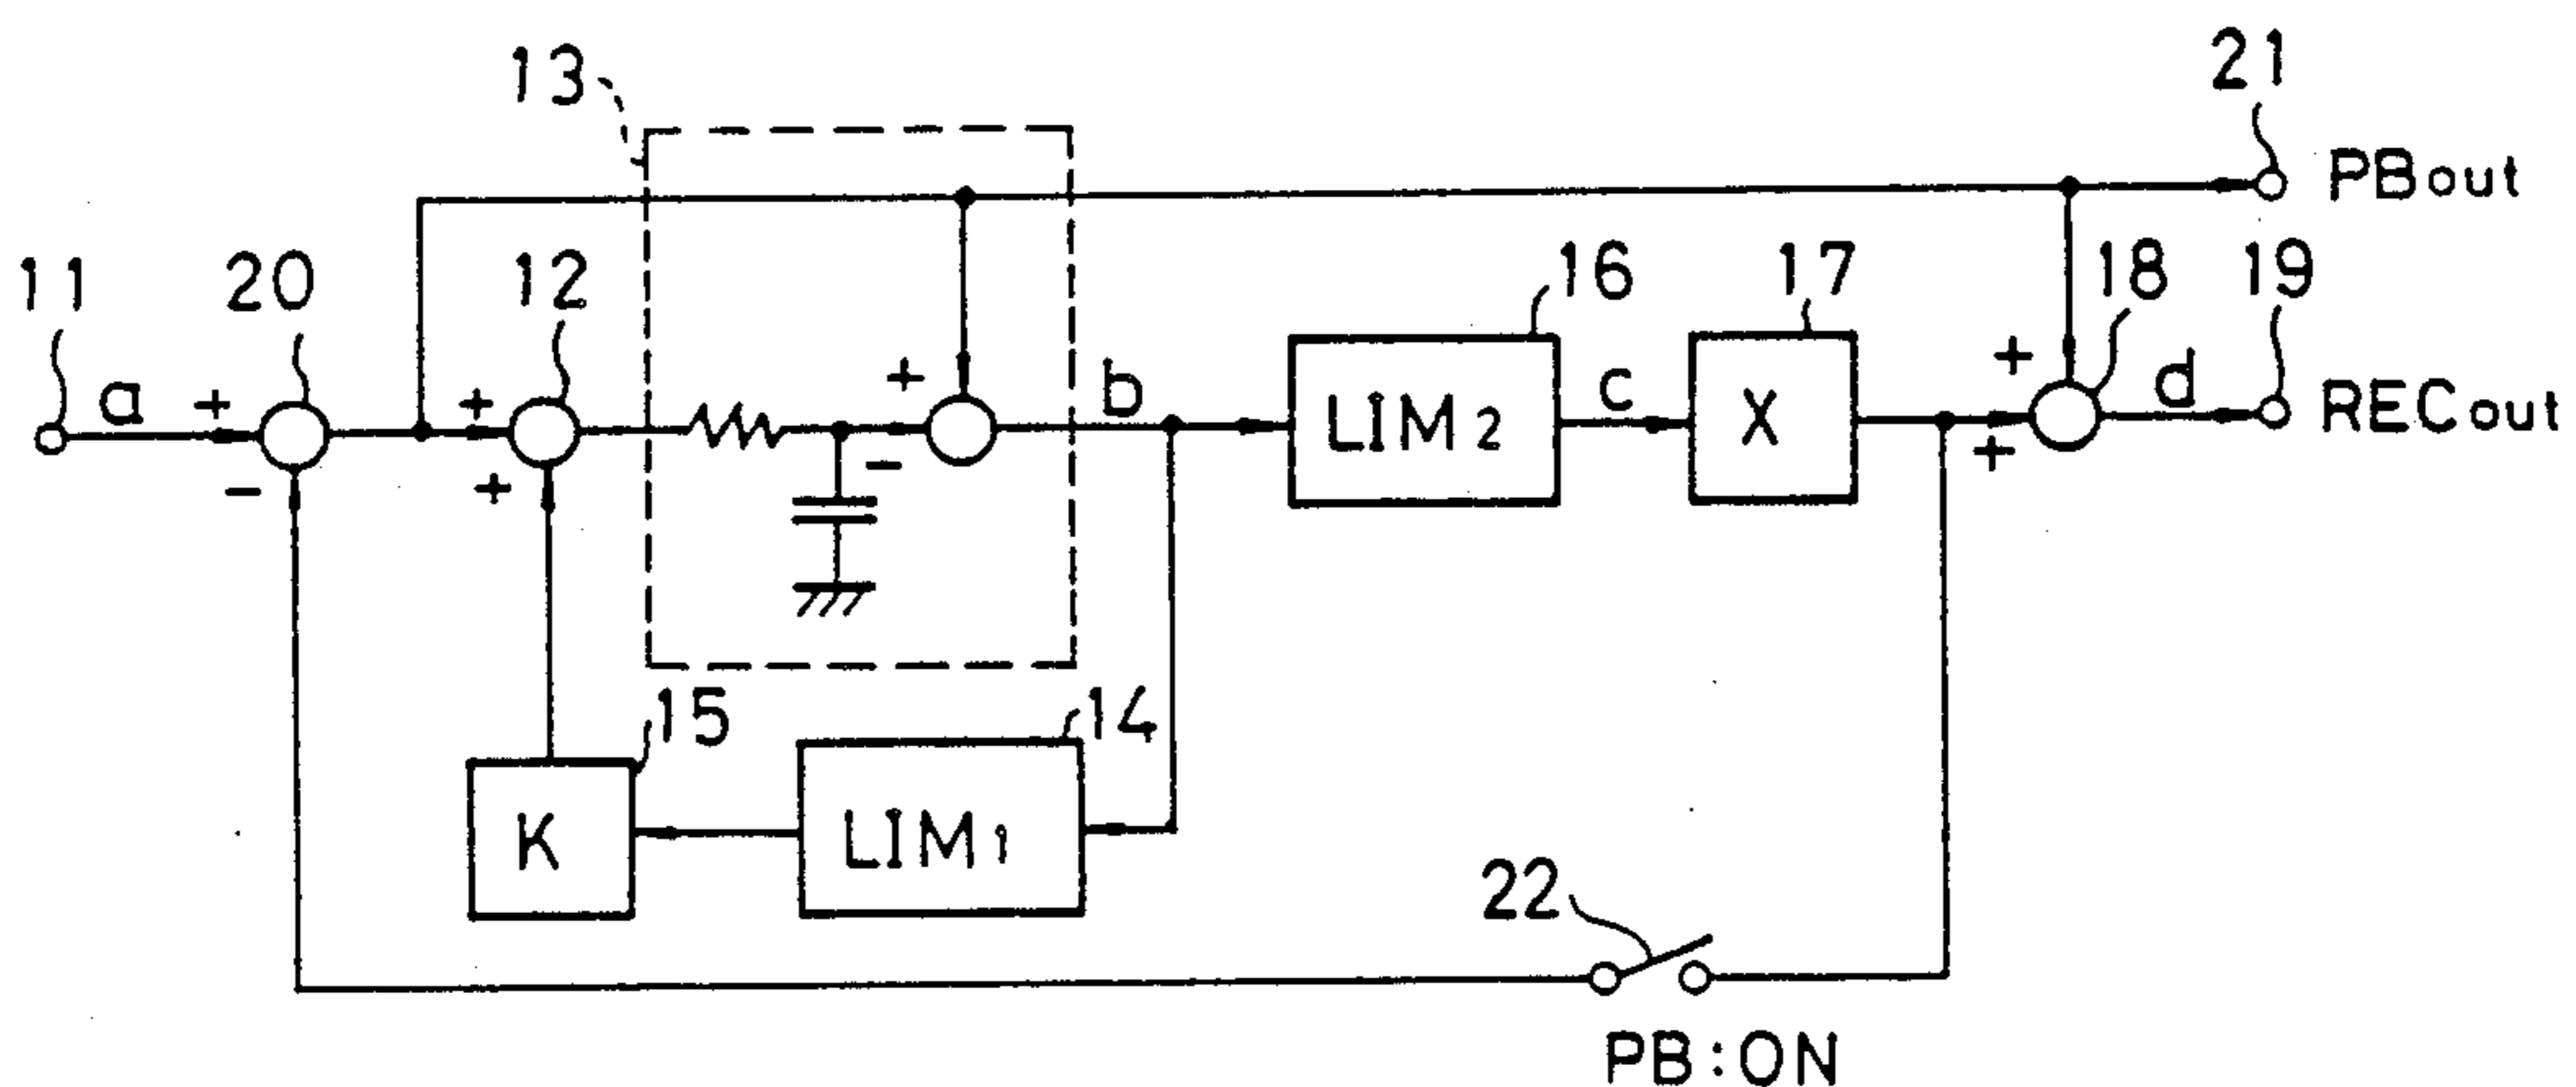 13
21
PBout
11
a
20
12
16
17
18
19
+
+
+
b
LIM2
c
X
+
d
RECout
-
+
-
+
15
14
K
LIM1
22
PB:ON